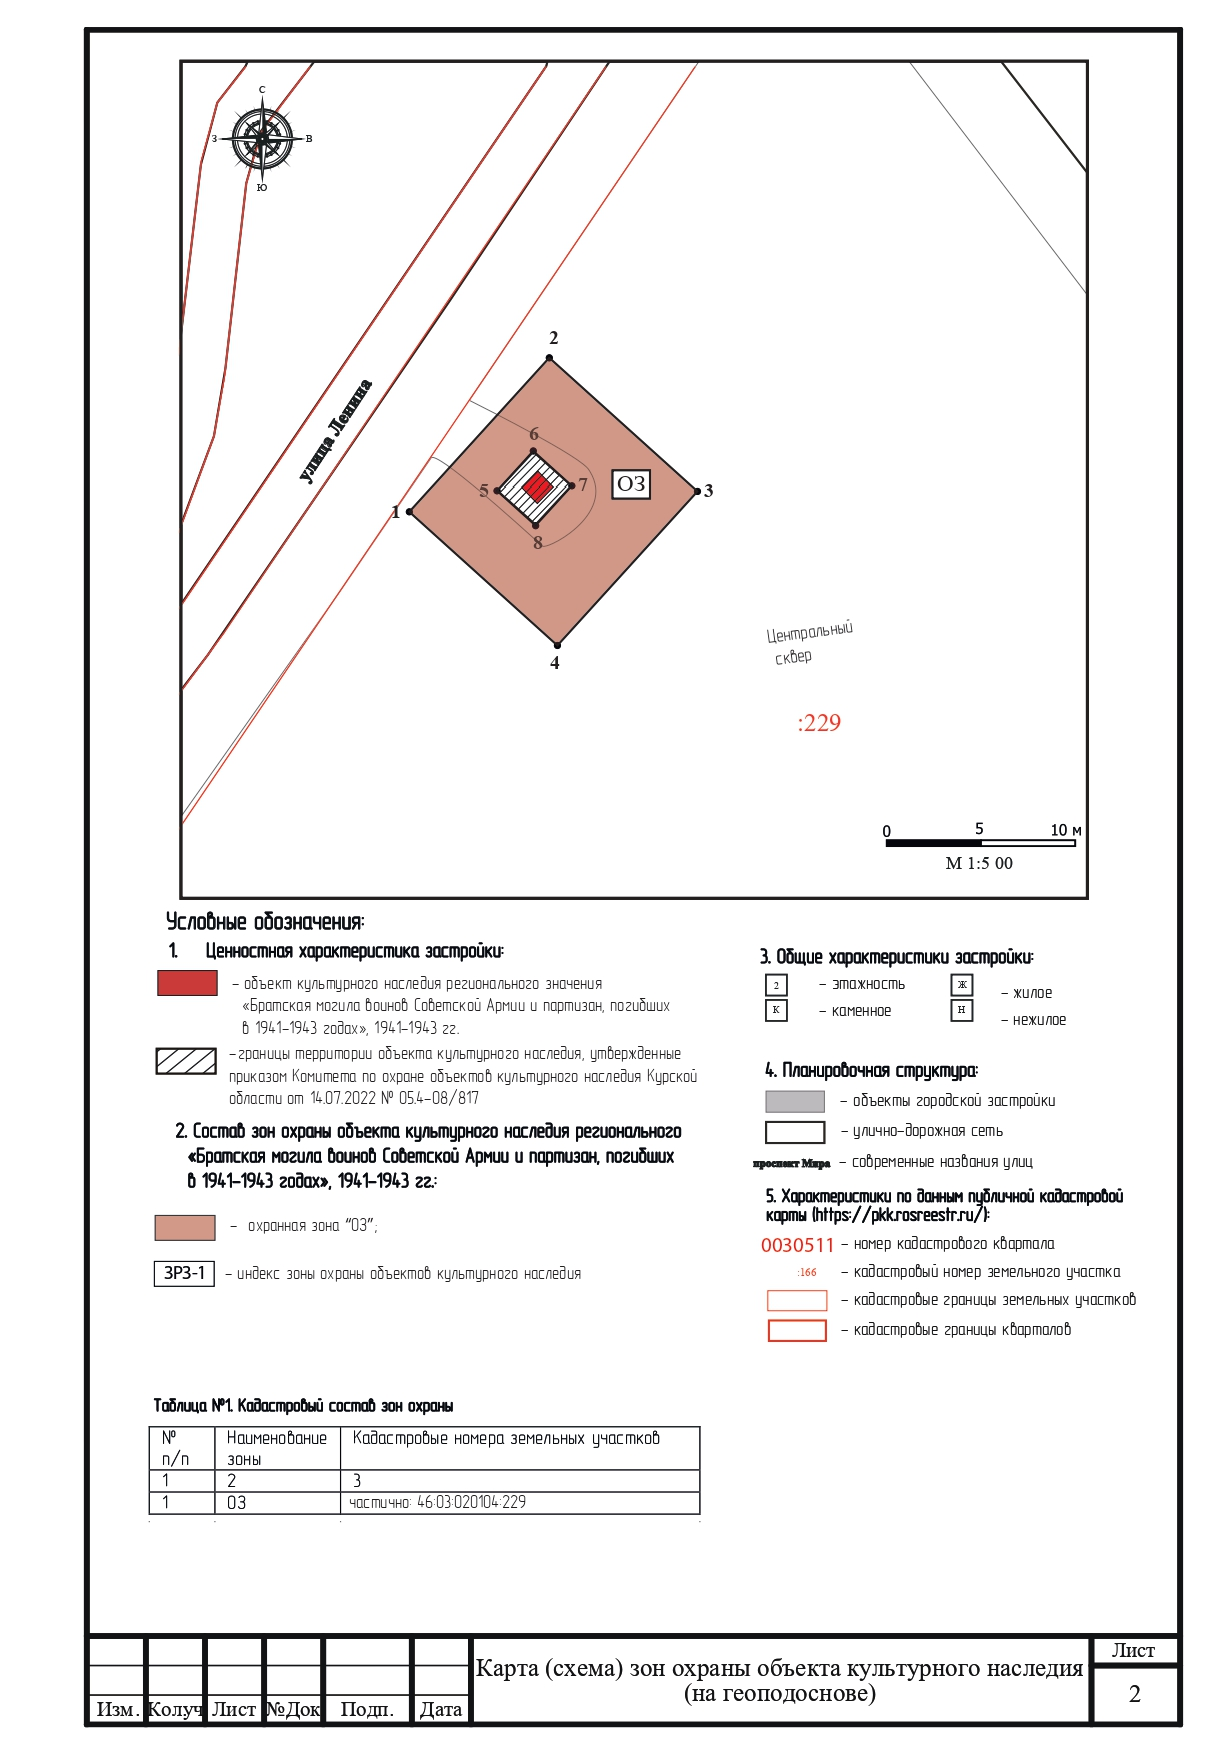 С
З
В
Ю
улица Ленина
2
6
5
7
ОЗ
3
1
8
4
Центральный
сквер
:229
0 5 10 м
М 1:5 00
Условные обозначения:
1. Ценностная характеристика застройки:
– объект культурного наследия регионального значения
«Братская могила воинов Советской Армии и партизан, погибших
в 1941–1943 годах», 1941–1943 гг.
– границы территории объекта культурного наследия, утвержденные
приказом Комитета по охране объектов культурного наследия Курской
области от 14.07.2022 № 05.4–08/817
2. Состав зон охраны объекта культурного наследия регионального
«Братская могила воинов Советской Армии и партизан, погибших
в 1941–1943 годах», 1941–1943 гг.:
– охранная зона "ОЗ";
ЗРЗ-1 – индекс зоны охраны объектов культурного наследия
3. Общие характеристики застройки:
2 – этажность
К – каменное
Ж – жилое
Н – нежилое
4. Планировочная структура:
– объекты городской застройки
– улично–дорожная сеть
проспект Мира – современные названия улиц
5. Характеристики по данным публичной кадастровой
карты (https://pkk.rosreestr.ru/):
0030511 – номер кадастрового квартала
:166 – кадастровый номер земельного участка
– кадастровые границы земельных участков
– кадастровые границы кварталов
Таблица №1. Кадастровый состав зон охраны
№ Наименование Кадастровые номера земельных участков
п/п зоны
1 2 3
1 ОЗ частично: 46:03:020104:229
Изм. Колуч Лист №Док Подп. Дата
Карта (схема) зон охраны объекта культурного наследия
(на геоподоснове)
Лист
2